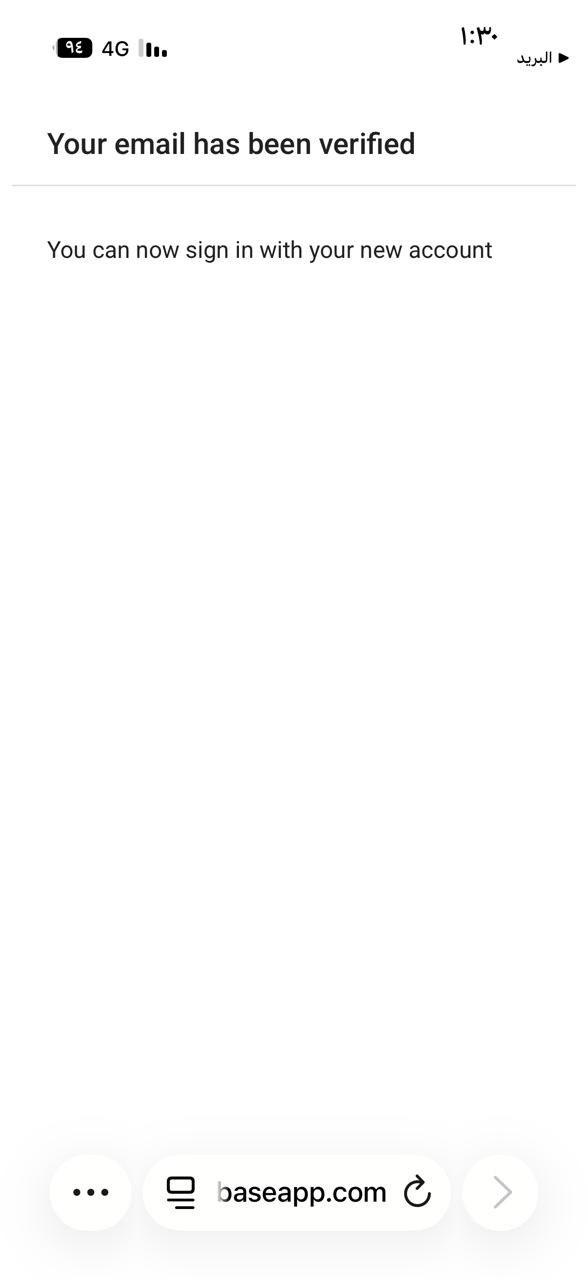 ٩٤ 4G ١:٣٠
البريد ◀
Your email has been verified
You can now sign in with your new account
baseapp.com